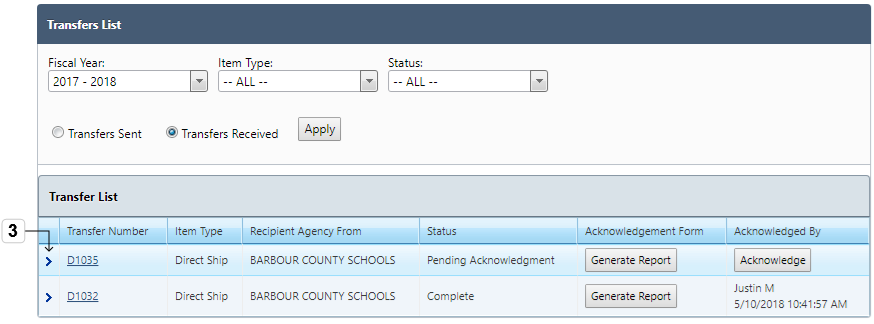 Transfers List
Fiscal Year: Item Type: Status:
2017 - 2018 -- ALL -- -- ALL --
Transfers Sent Transfers Received Apply
Transfer List
3
Transfer Number Item Type Recipient Agency From Status Acknowledgement Form Acknowledged By
D1035 Direct Ship BARBOUR COUNTY SCHOOLS Pending Acknowledgment Generate Report Acknowledge
D1032 Direct Ship BARBOUR COUNTY SCHOOLS Complete Generate Report Justin M
5/10/2018 10:41:57 AM